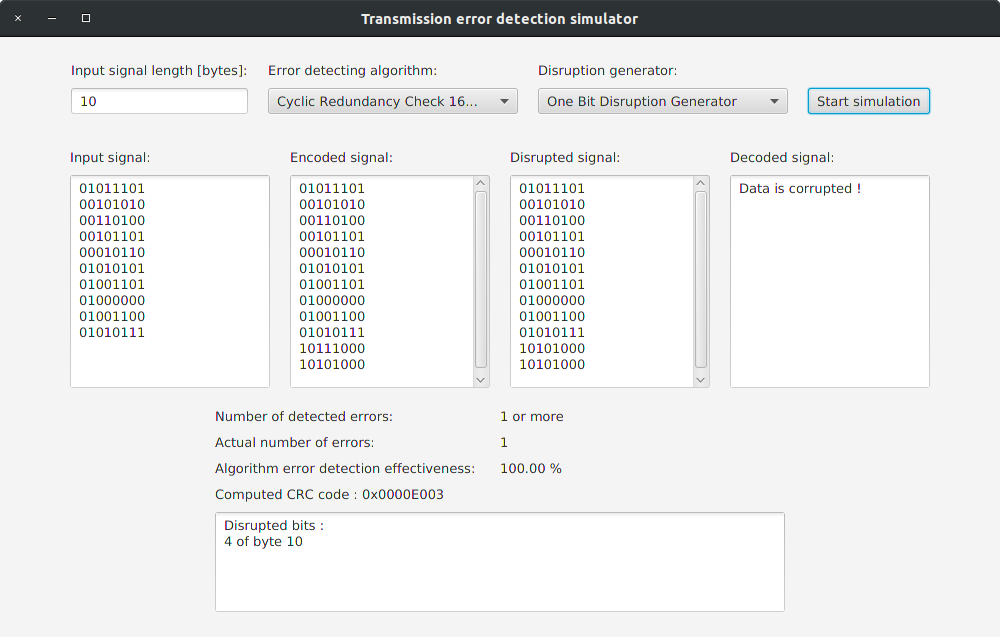 Transmission error detection simulator
Input signal length [bytes]: Error detecting algorithm: Disruption generator:
10 Cyclic Redundancy Check 16... One Bit Disruption Generator Start simulation
Input signal: Encoded signal: Disrupted signal: Decoded signal:
01011101 01011101 01011101 Data is corrupted !
00101010 00101010 00101010
00110100 00110100 00110100
00101101 00101101 00101101
00010110 00010110 00010110
01010101 01010101 01010101
01001101 01001101 01001101
01000000 01000000 01000000
01001100 01001100 01001100
01010111 01010111 01010111
10111000 10101000
10101000 10101000
Number of detected errors: 1 or more
Actual number of errors: 1
Algorithm error detection effectiveness: 100.00 %
Computed CRC code : 0x0000E003
Disrupted bits :
4 of byte 10